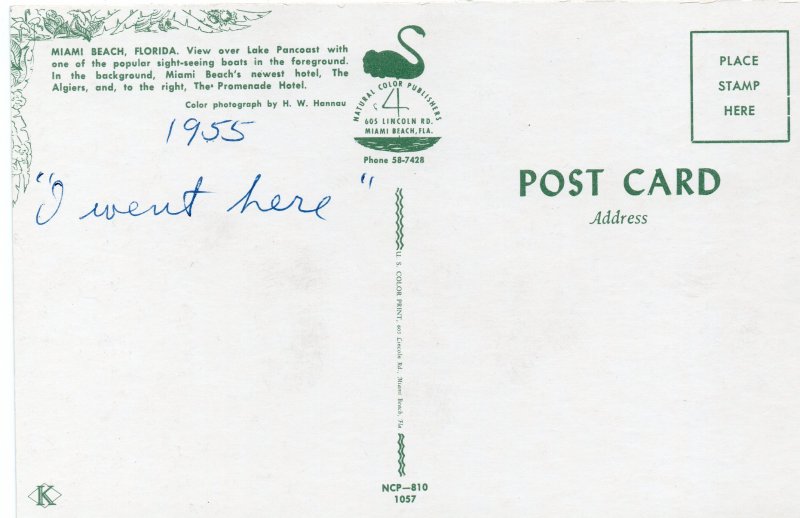 MIAMI BEACH, FLORIDA. View over Lake Pancoast with
one of the popular sight-seeing boats in the foreground.
In the background, Miami Beach's newest hotel, The
Algiers, and, to the right, The Promenade Hotel.
Color photograph by H. W. Hannau
1955
"I went here"
NATURAL COLOR PUBLISHERS
4
605 LINCOLN RD.
MIAMI BEACH, FLA.
Phone 58-7428
U. S. COLOR PRINT, 605 Lincoln Rd., Miami Beach, Fla
NCP—810
1057
PLACE
STAMP
HERE
POST CARD
Address
K